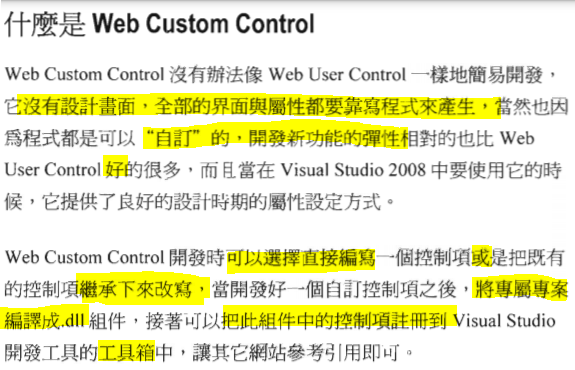 什麼是 Web Custom Control
Web Custom Control 沒有辦法像 Web User Control 一樣地簡易開發，
它沒有設計畫面，全部的界面與屬性都要靠寫程式來產生，當然也因
為程式都是可以“自訂”的，開發新功能的彈性相對的也比 Web
User Control 好的很多，而且當在 Visual Studio 2008 中要使用它的時
候，它提供了良好的設計時期的屬性設定方式。
Web Custom Control 開發時可以選擇直接編寫一個控制項或是把既有
的控制項繼承下來改寫，當開發好一個自訂控制項之後，將專屬專案
編譯成.dll 組件，接著可以把此組件中的控制項註冊到 Visual Studio
開發工具的工具箱中，讓其它網站參考引用即可。